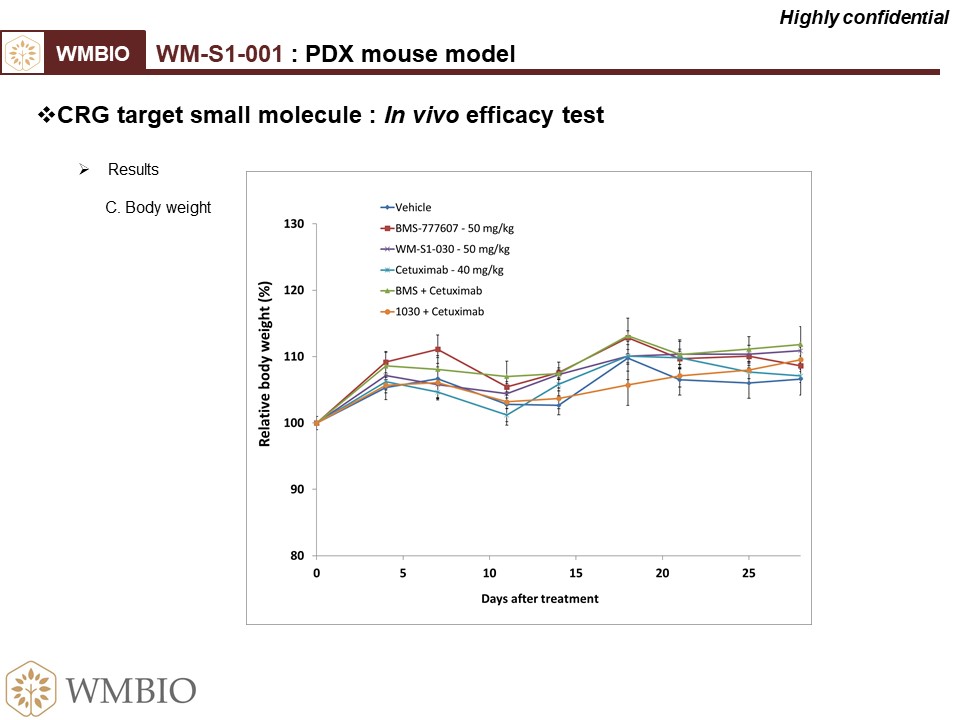 Highly confidential
WMBIO
WM-S1-001 : PDX mouse model
❖CRG target small molecule : In vivo efficacy test
➢ Results
C. Body weight
Vehicle
BMS-777607 - 50 mg/kg
WM-S1-030 - 50 mg/kg
Cetuximab - 40 mg/kg
BMS + Cetuximab
1030 + Cetuximab
Relative body weight (%)
130
120
110
100
90
80
0 5 10 15 20 25
Days after treatment
WMBIO